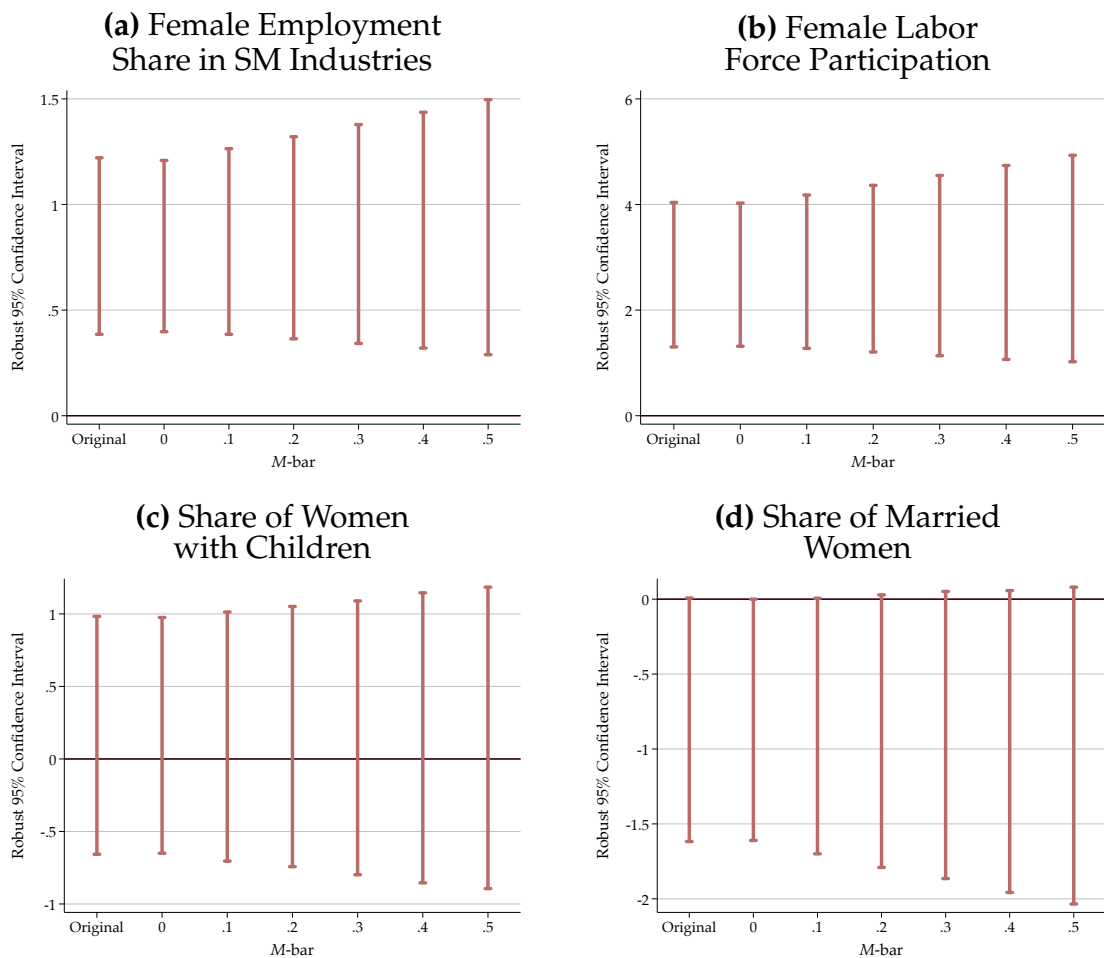 (a) Female Employment
Share in SM Industries
Robust 95% Confidence Interval
1.5
1
.5
0
Original 0 .1 .2 .3 .4 .5
M-bar
(b) Female Labor
Force Participation
Robust 95% Confidence Interval
6
4
2
0
Original 0 .1 .2 .3 .4 .5
M-bar
(c) Share of Women
with Children
Robust 95% Confidence Interval
1
.5
0
-.5
-1
Original 0 .1 .2 .3 .4 .5
M-bar
(d) Share of Married
Women
Robust 95% Confidence Interval
0
-.5
-1
-1.5
-2
Original 0 .1 .2 .3 .4 .5
M-bar